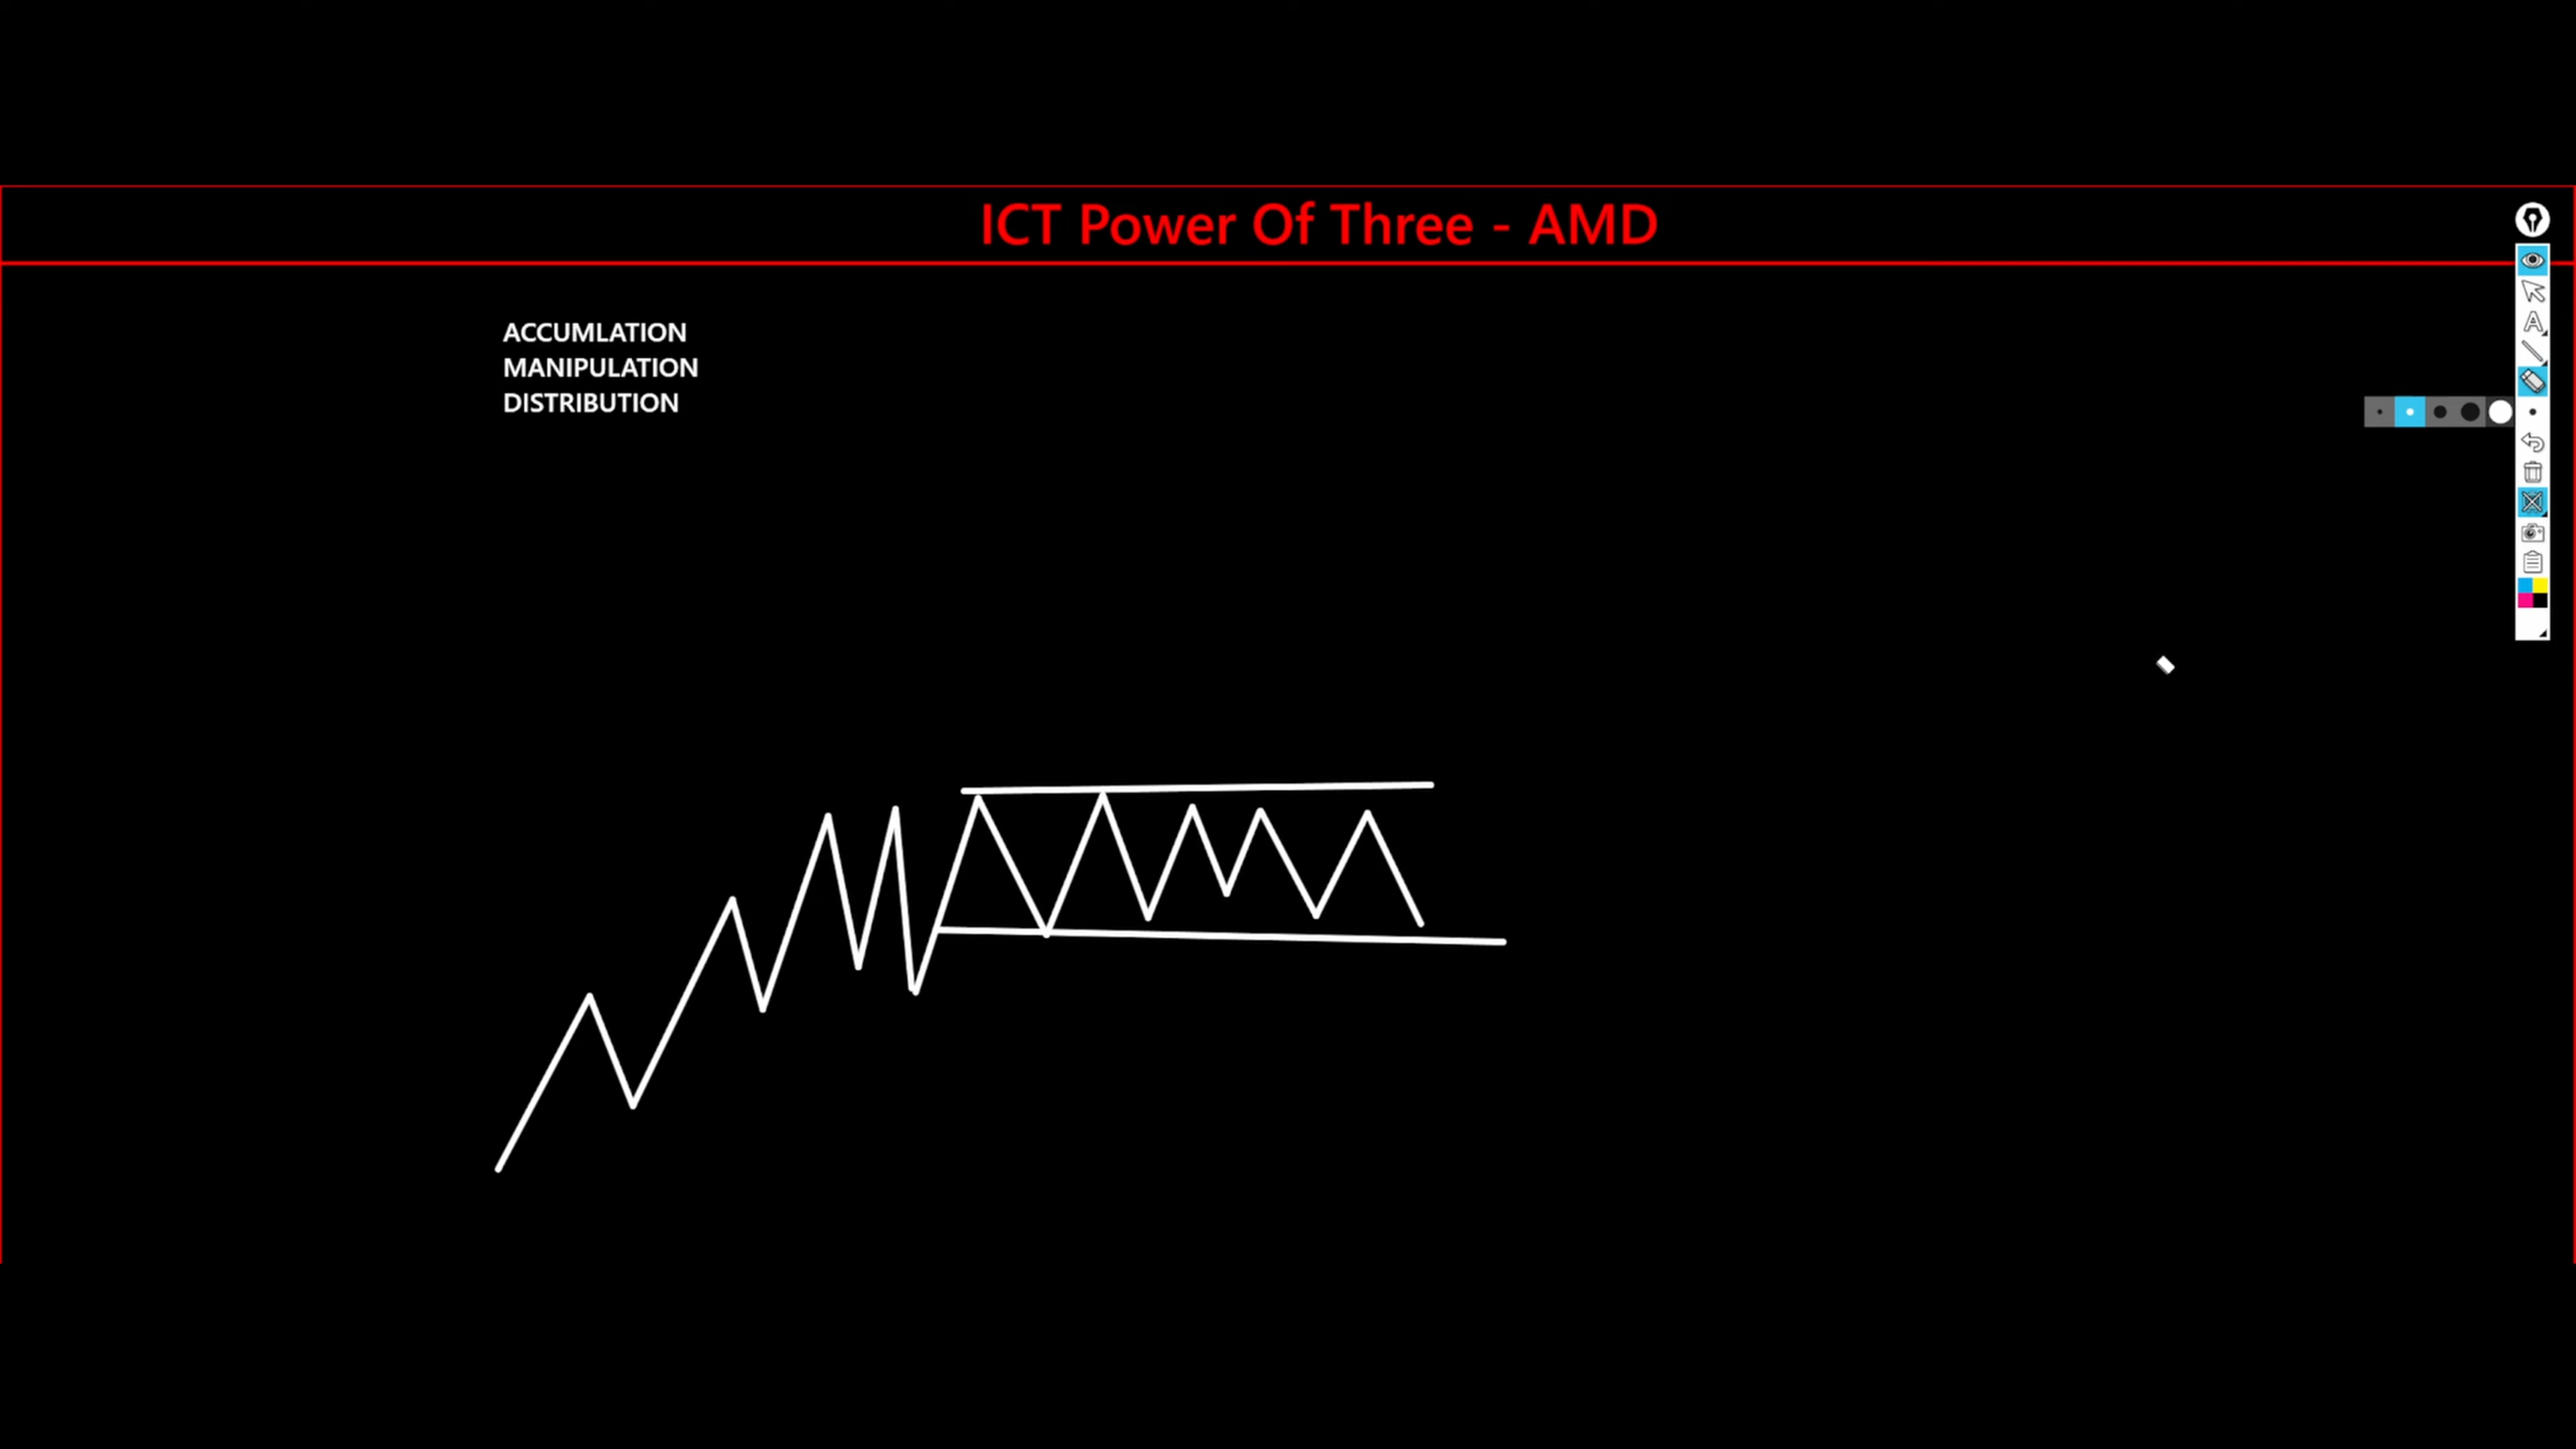 ICT Power Of Three - AMD
ACCUMLATION
MANIPULATION
DISTRIBUTION